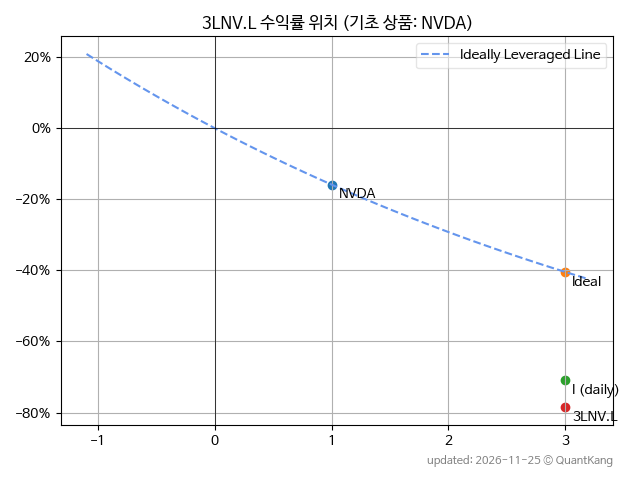 3LNV.L 수익률 위치 (기초 상품: NVDA)
Ideally Leveraged Line
20%
0%
−20%
−40%
−60%
−80%
NVDA
Ideal
l (daily)
3LNV.L
−1
0
1
2
3
updated: 2026-11-25 © QuantKang